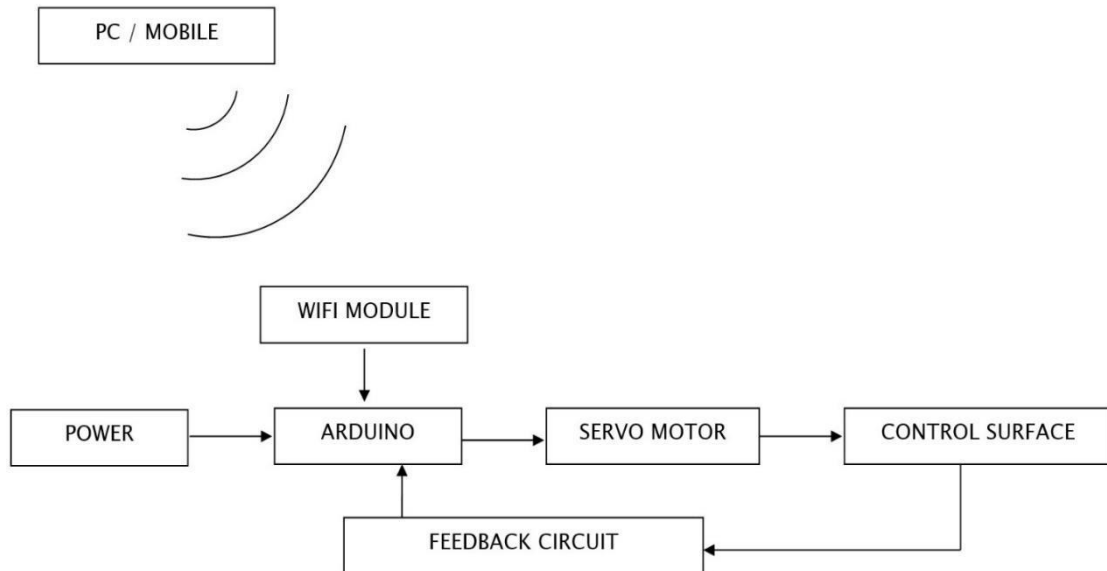 PC / MOBILE
WIFI MODULE
POWER
ARDUINO
SERVO MOTOR
CONTROL SURFACE
FEEDBACK CIRCUIT